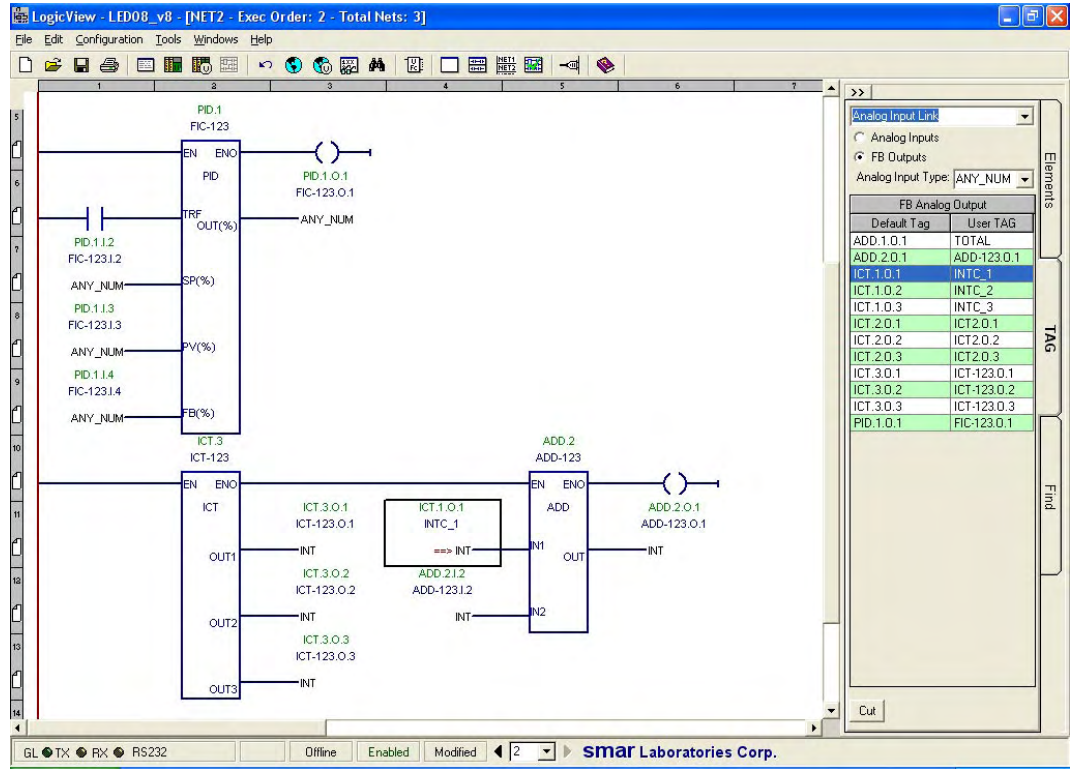 LogicView - LED08_v8 - [NET2 - Exec Order: 2 - Total Nets: 3]
File Edit Configuration Tools Windows Help
1 2 3 4 5 6 7
5
6
7
8
9
10
11
12
13
14
PID.1
FIC-123
EN ENO
PID
PID.1.O.1
FIC-123.O.1
TRF
OUT(%)
ANY_NUM
PID.1.I.2
FIC-123.I.2
ANY_NUM
SP(%)
PID.1.I.3
FIC-123.I.3
ANY_NUM
PV(%)
PID.1.I.4
FIC-123.I.4
ANY_NUM
FB(%)
ICT.3
ICT-123
EN ENO
ICT
ICT.3.O.1
ICT-123.O.1
OUT1
INT
ICT.3.O.2
ICT-123.O.2
OUT2
INT
ICT.3.O.3
ICT-123.O.3
OUT3
INT
ICT.1.O.1
INTC_1
==> INT
ADD.2.I.2
ADD-123.I.2
INT
ADD.2
ADD-123
EN ENO
ADD
IN1
OUT
IN2
ADD.2.O.1
ADD-123.O.1
INT
>>
Analog Input Link
Analog Inputs
FB Outputs
Analog Input Type: ANY_NUM
FB Analog Output
Default Tag User TAG
ADD.1.O.1 TOTAL
ADD.2.O.1 ADD-123.O.1
ICT.1.O.1 INTC_1
ICT.1.O.2 INTC_2
ICT.1.O.3 INTC_3
ICT.2.O.1 ICT2.O.1
ICT.2.O.2 ICT2.O.2
ICT.2.O.3 ICT2.O.3
ICT.3.O.1 ICT-123.O.1
ICT.3.O.2 ICT-123.O.2
ICT.3.O.3 ICT-123.O.3
PID.1.O.1 FIC-123.O.1
Cut
Elements
TAG
Find
GL TX RX RS232 Offline Enabled Modified 2 smar Laboratories Corp.